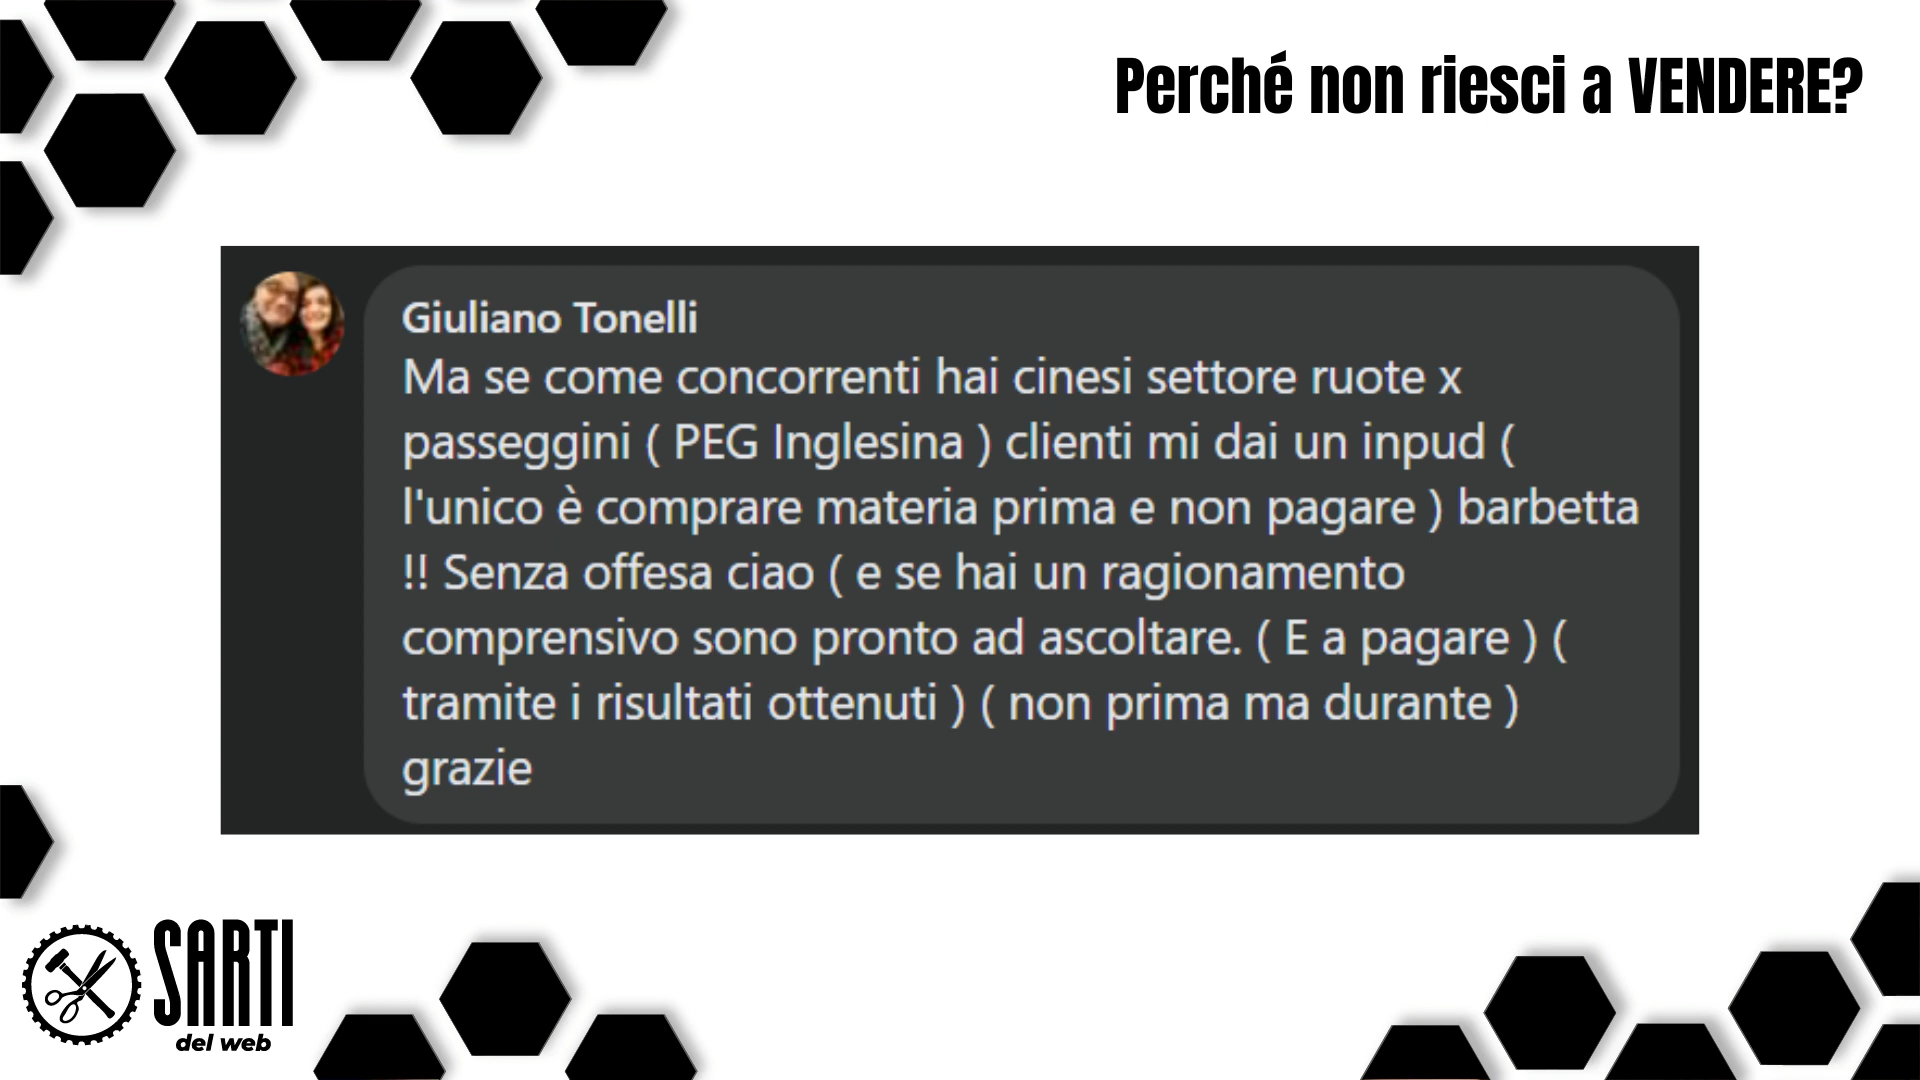 Perché non riesci a VENDERE?
Giuliano Tonelli
Ma se come concorrenti hai cinesi settore ruote x
passeggini ( PEG Inglesina ) clienti mi dai un inpud (
l'unico è comprare materia prima e non pagare ) barbetta
!! Senza offesa ciao ( e se hai un ragionamento
comprensivo sono pronto ad ascoltare. ( E a pagare ) (
tramite i risultati ottenuti ) ( non prima ma durante )
grazie
SARTI
del web